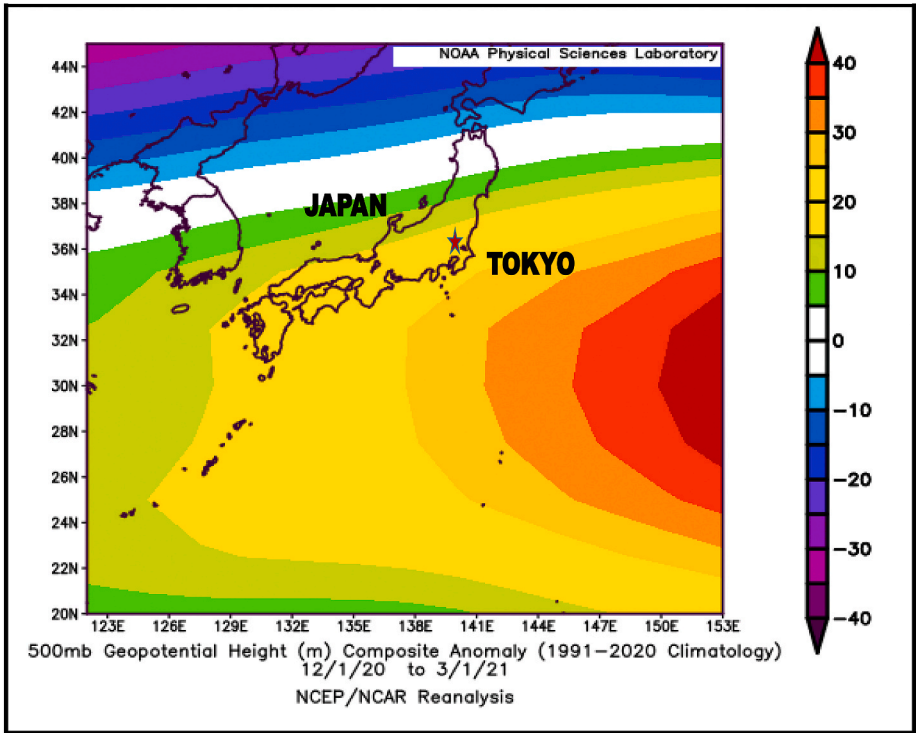 NOAA Physical Sciences Laboratory
44N
42N
40N
38N
36N
34N
32N
30N
28N
26N
24N
22N
20N
JAPAN
TOKYO
123E 126E 129E 132E 135E 138E 141E 144E 147E 150E 153E
40
30
20
10
0
-10
-20
-30
-40
500mb Geopotential Height (m) Composite Anomaly (1991-2020 Climatology)
12/1/20 to 3/1/21
NCEP/NCAR Reanalysis